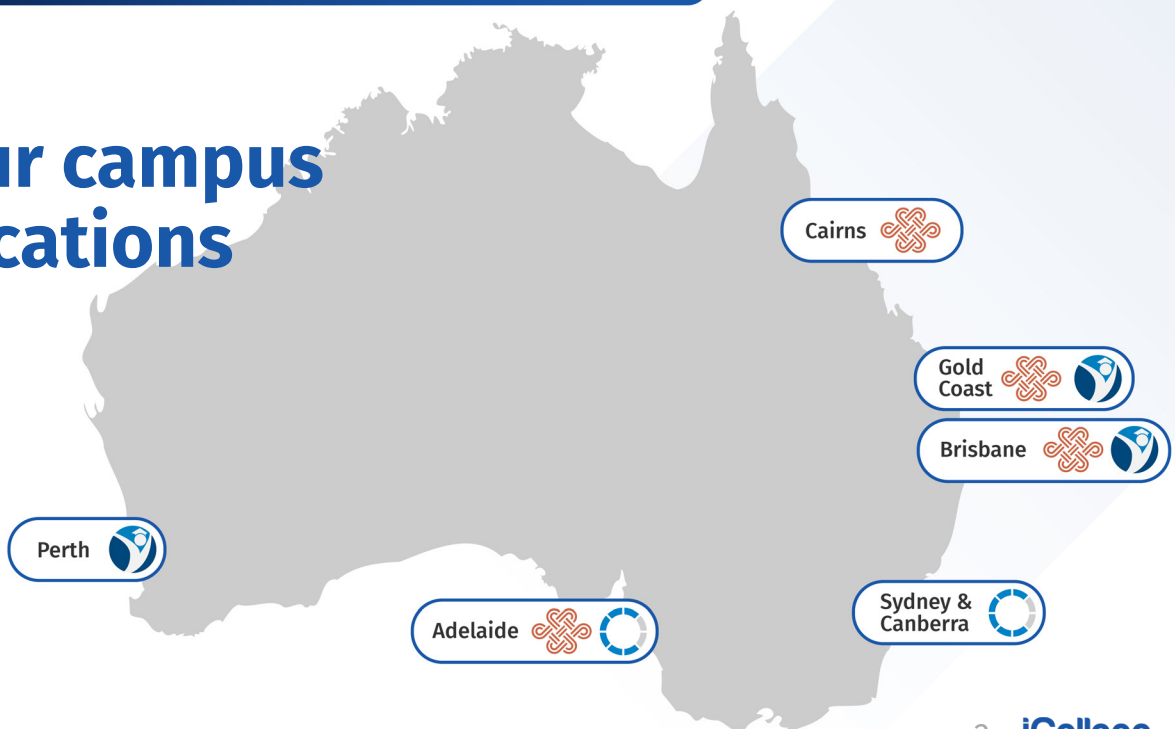 ur campus
cations
Cairns
Gold
Coast
Brisbane
Perth
Adelaide
Sydney &
Canberra